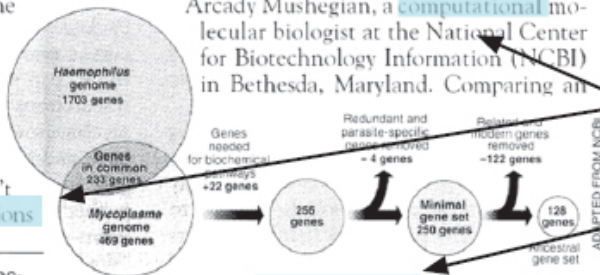 Arcady Mushegian, a computational mo-
lecular biologist at the National Center
for Biotechnology Information (NCBI)
in Bethesda, Maryland. Comparing an
Haemophilus
genome
1703 genes
Genes
in common
233 genes
Mycoplasma
genome
469 genes
Genes
needed
for biochemical
pathways
+22 genes
genes
Redundant and
parasite-specific
genes removed
– 4 genes
Minimal
gene set
250 genes
Related and
modern genes
removed
–122 genes
128
genes
Ancestral
gene set
ADAPTED FROM NCBI